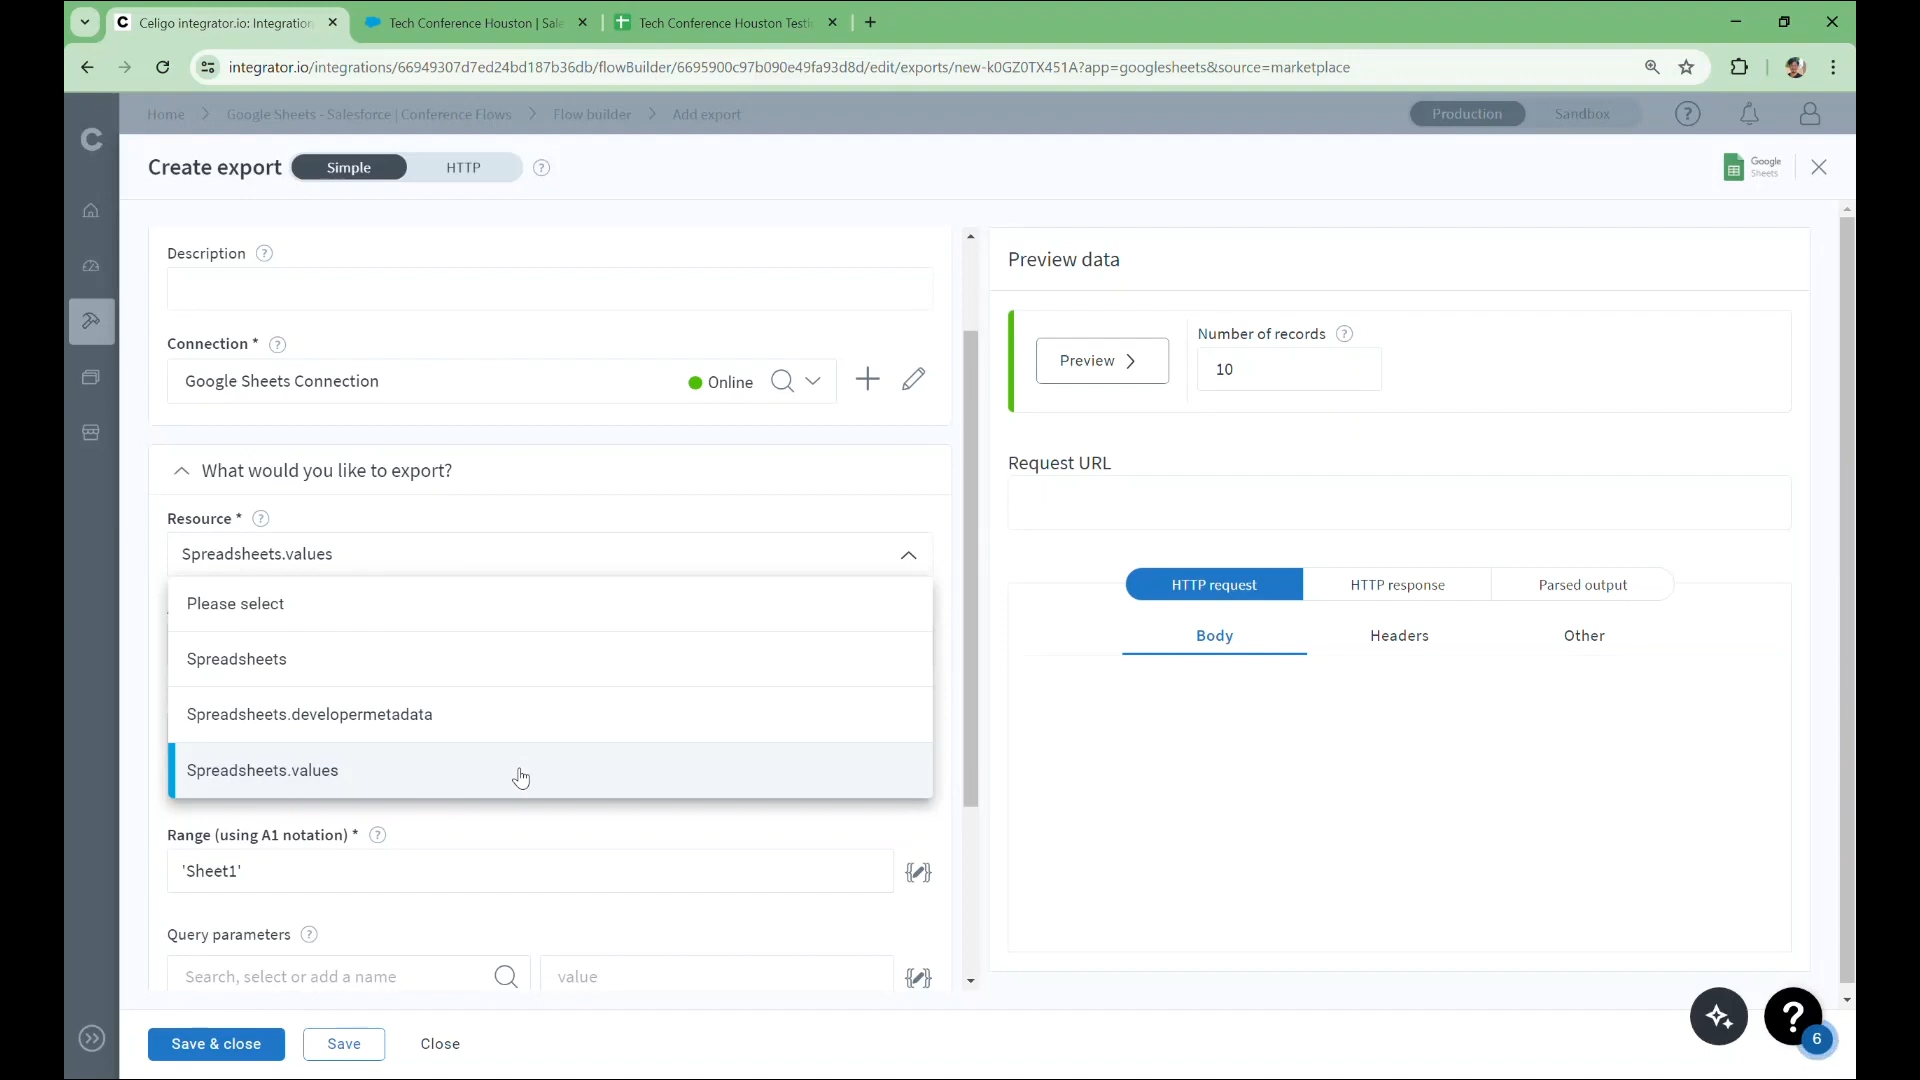 Celigo integrator.io: Integration
Tech Conference Houston | Sale
Tech Conference Houston Testi
integrator.io/integrations/66949307d7ed24bd187b36db/flowBuilder/6695900c97b090e49fa93d8d/edit/exports/new-k0GZ0TX451A?app=googlesheets&source=marketplace
Home
Google Sheets - Salesforce | Conference Flows
Flow builder
Add export
Production
Sandbox
Create export
Simple
HTTP
Google
Sheets
Description
Connection *
Google Sheets Connection
Online
What would you like to export?
Resource *
Spreadsheets.values
Please select
Spreadsheets
Spreadsheets.developermetadata
Spreadsheets.values
Range (using A1 notation) *
'Sheet1'
Query parameters
Search, select or add a name
value
Preview data
Preview
Number of records
10
Request URL
HTTP request
HTTP response
Parsed output
Body
Headers
Other
Save & close
Save
Close
6